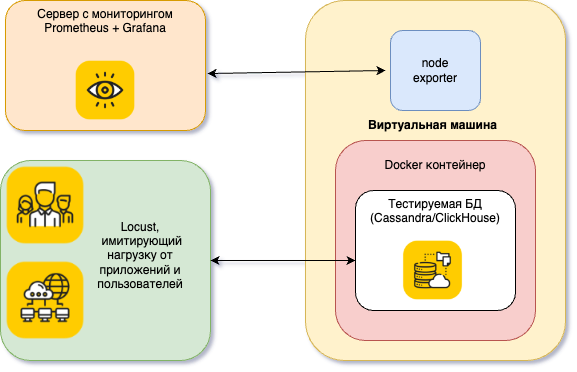 Сервер с мониторингом
Prometheus + Grafana
node
exporter
Виртуальная машина
Docker контейнер
Тестируемая БД
(Cassandra/ClickHouse)
Locust,
имитирующий
нагрузку от
приложений и
пользователей